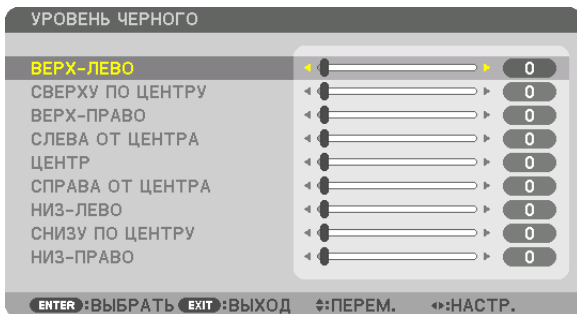 УРОВЕНЬ ЧЕРНОГО
ВЕРХ-ЛЕВО 0
СВЕРХУ ПО ЦЕНТРУ 0
ВЕРХ-ПРАВО 0
СЛЕВА ОТ ЦЕНТРА 0
ЦЕНТР 0
СПРАВА ОТ ЦЕНТРА 0
НИЗ-ЛЕВО 0
СНИЗУ ПО ЦЕНТРУ 0
НИЗ-ПРАВО 0
ENTER:ВЫБРАТЬ EXIT:ВЫХОД :ПЕРЕМ. :НАСТР.